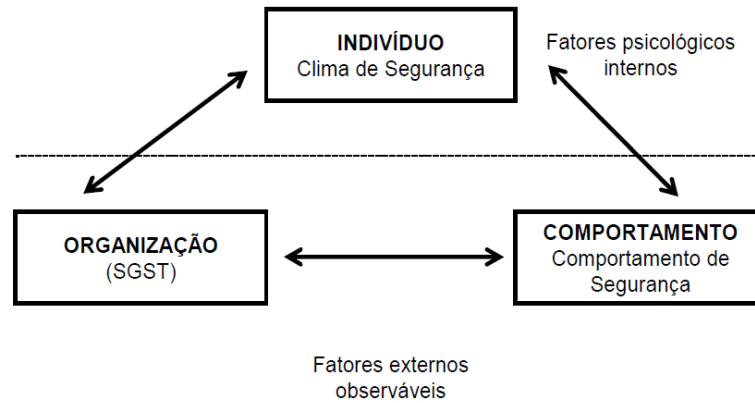 INDIVÍDUO
Clima de Segurança
Fatores psicológicos
internos
ORGANIZAÇÃO
(SGST)
COMPORTAMENTO
Comportamento de
Segurança
Fatores externos
observáveis